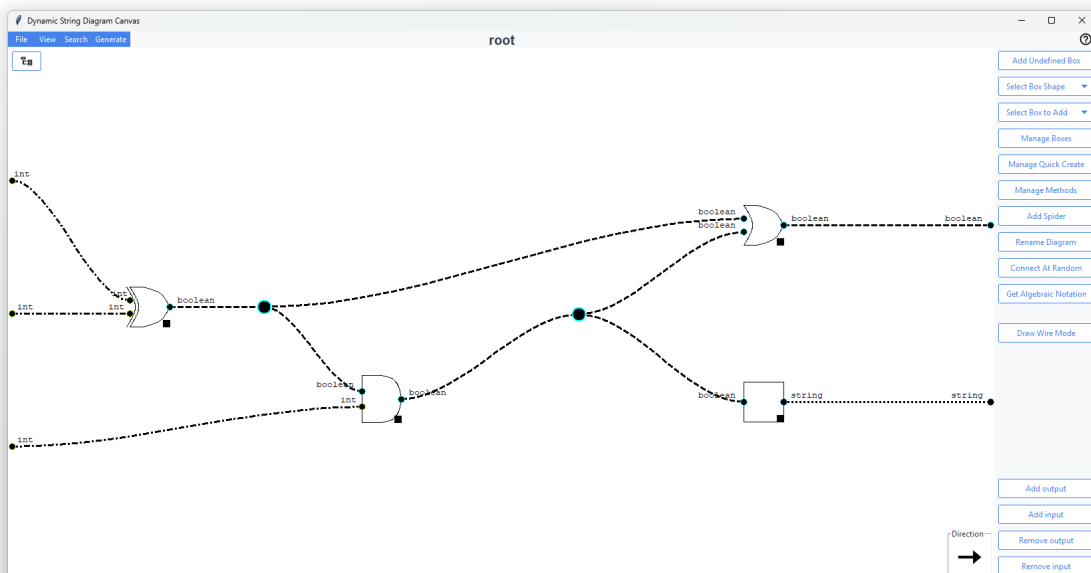 Dynamic String Diagram Canvas
File View Search Generate
root
Add Undefined Box
Select Box Shape
Select Box to Add
Manage Boxes
Manage Quick Create
Manage Methods
Add Spider
Rename Diagram
Connect At Random
Get Algebraic Notation
Draw Wire Mode
int
boolean
boolean
boolean
boolean
int
boolean
int
int
boolean
boolean
int
boolean
string
string
int
Add output
Add input
Remove output
Remove input
Direction